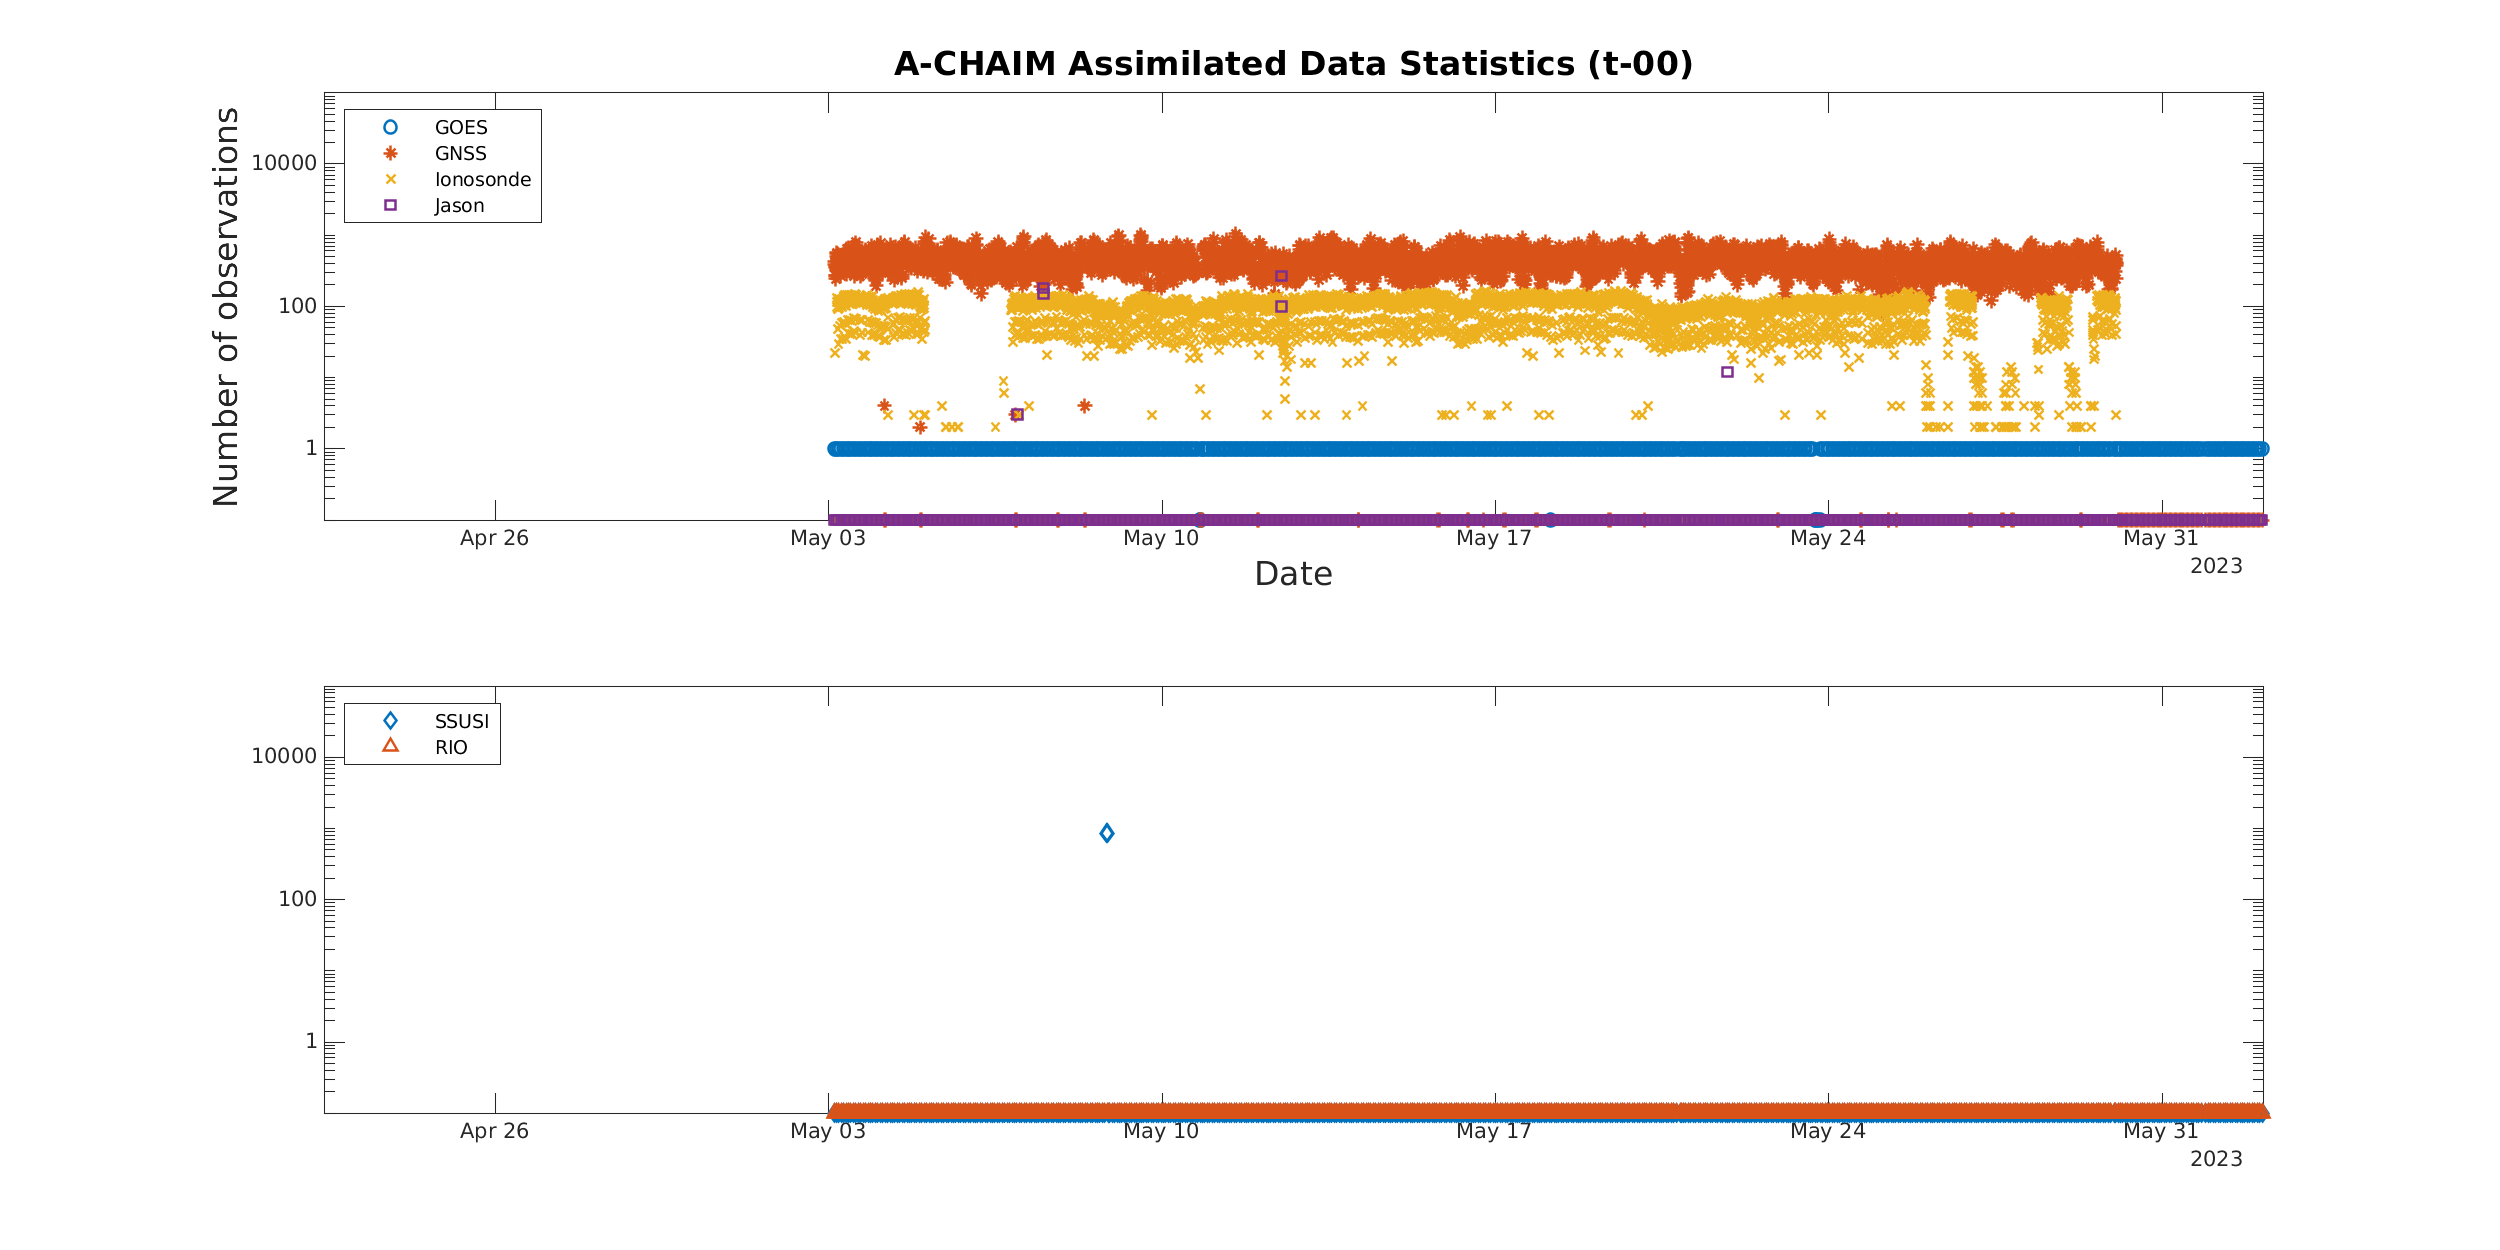 A-CHAIM Assimilated Data Statistics (t-00)
Number of observations
GOES
GNSS
Ionosonde
Jason
10000
100
1
Apr 26
May 03
May 10
May 17
May 24
May 31
2023
Date
SSUSI
RIO
10000
100
1
Apr 26
May 03
May 10
May 17
May 24
May 31
2023